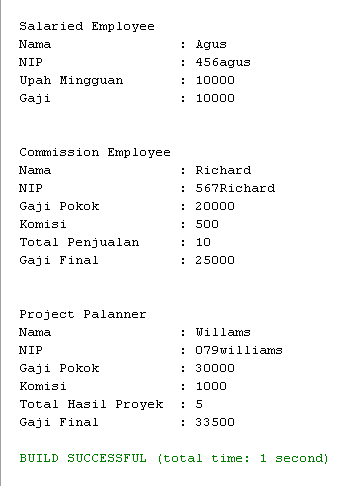 Salaried Employee
Nama : Agus
NIP : 456agus
Upah Mingguan : 10000
Gaji : 10000
Commission Employee
Nama : Richard
NIP : 567Richard
Gaji Pokok : 20000
Komisi : 500
Total Penjualan : 10
Gaji Final : 25000
Project Palanner
Nama : Willams
NIP : 079williams
Gaji Pokok : 30000
Komisi : 1000
Total Hasil Proyek : 5
Gaji Final : 33500
BUILD SUCCESSFUL (total time: 1 second)